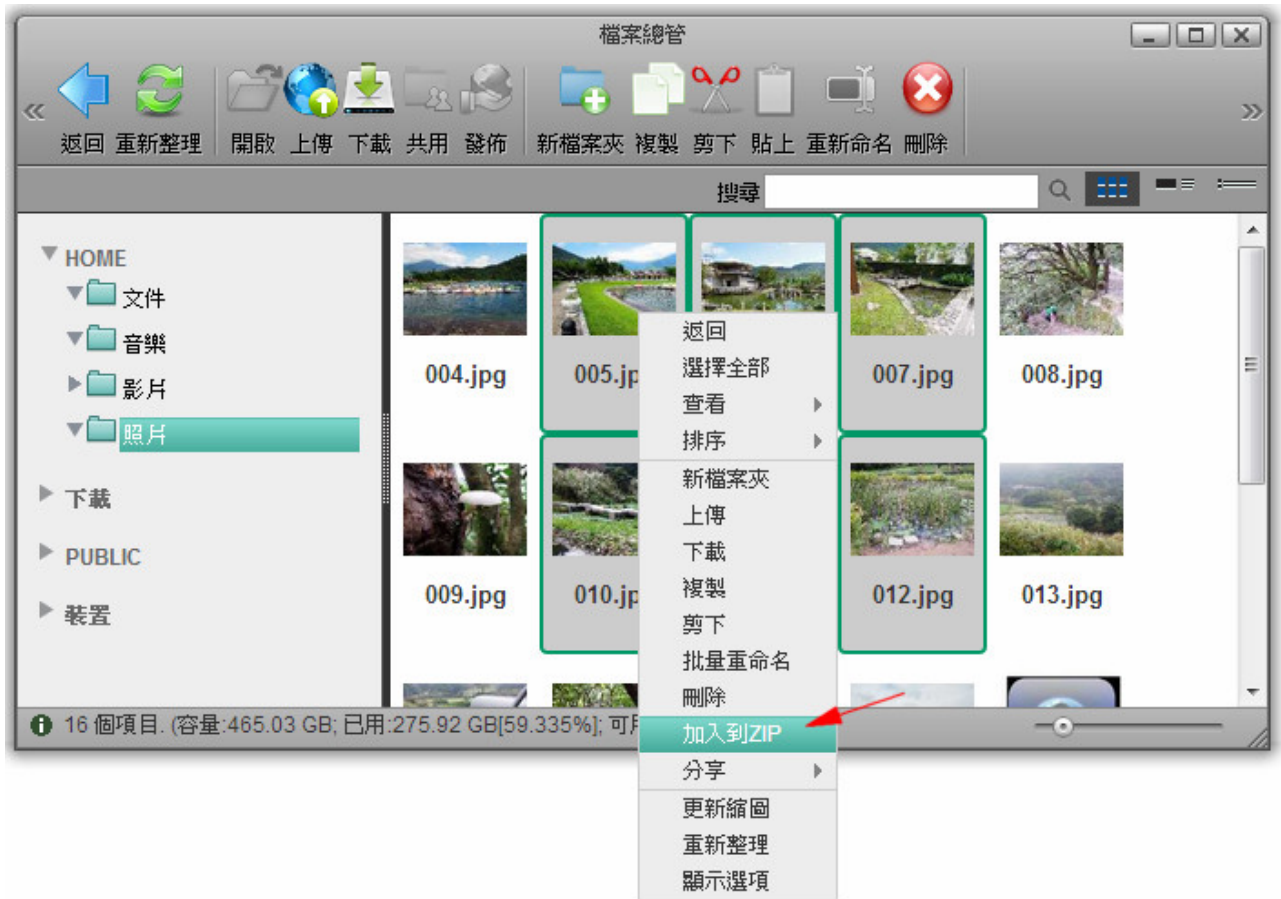 檔案總管
返回 重新整理 開啟 上傳 下載 共用 發佈 新檔案夾 複製 剪下 貼上 重新命名 刪除
搜尋
HOME
文件
音樂
影片
照片
下載
PUBLIC
裝置
004.jpg 005.jp 007.jpg 008.jpg
009.jpg 010.jp 012.jpg 013.jpg
返回
選擇全部
查看
排序
新檔案夾
上傳
下載
複製
剪下
批量重命名
刪除
加入到ZIP
分享
更新縮圖
重新整理
顯示選項
16 個項目. (容量:465.03 GB; 已用:275.92 GB[59.335%]; 可